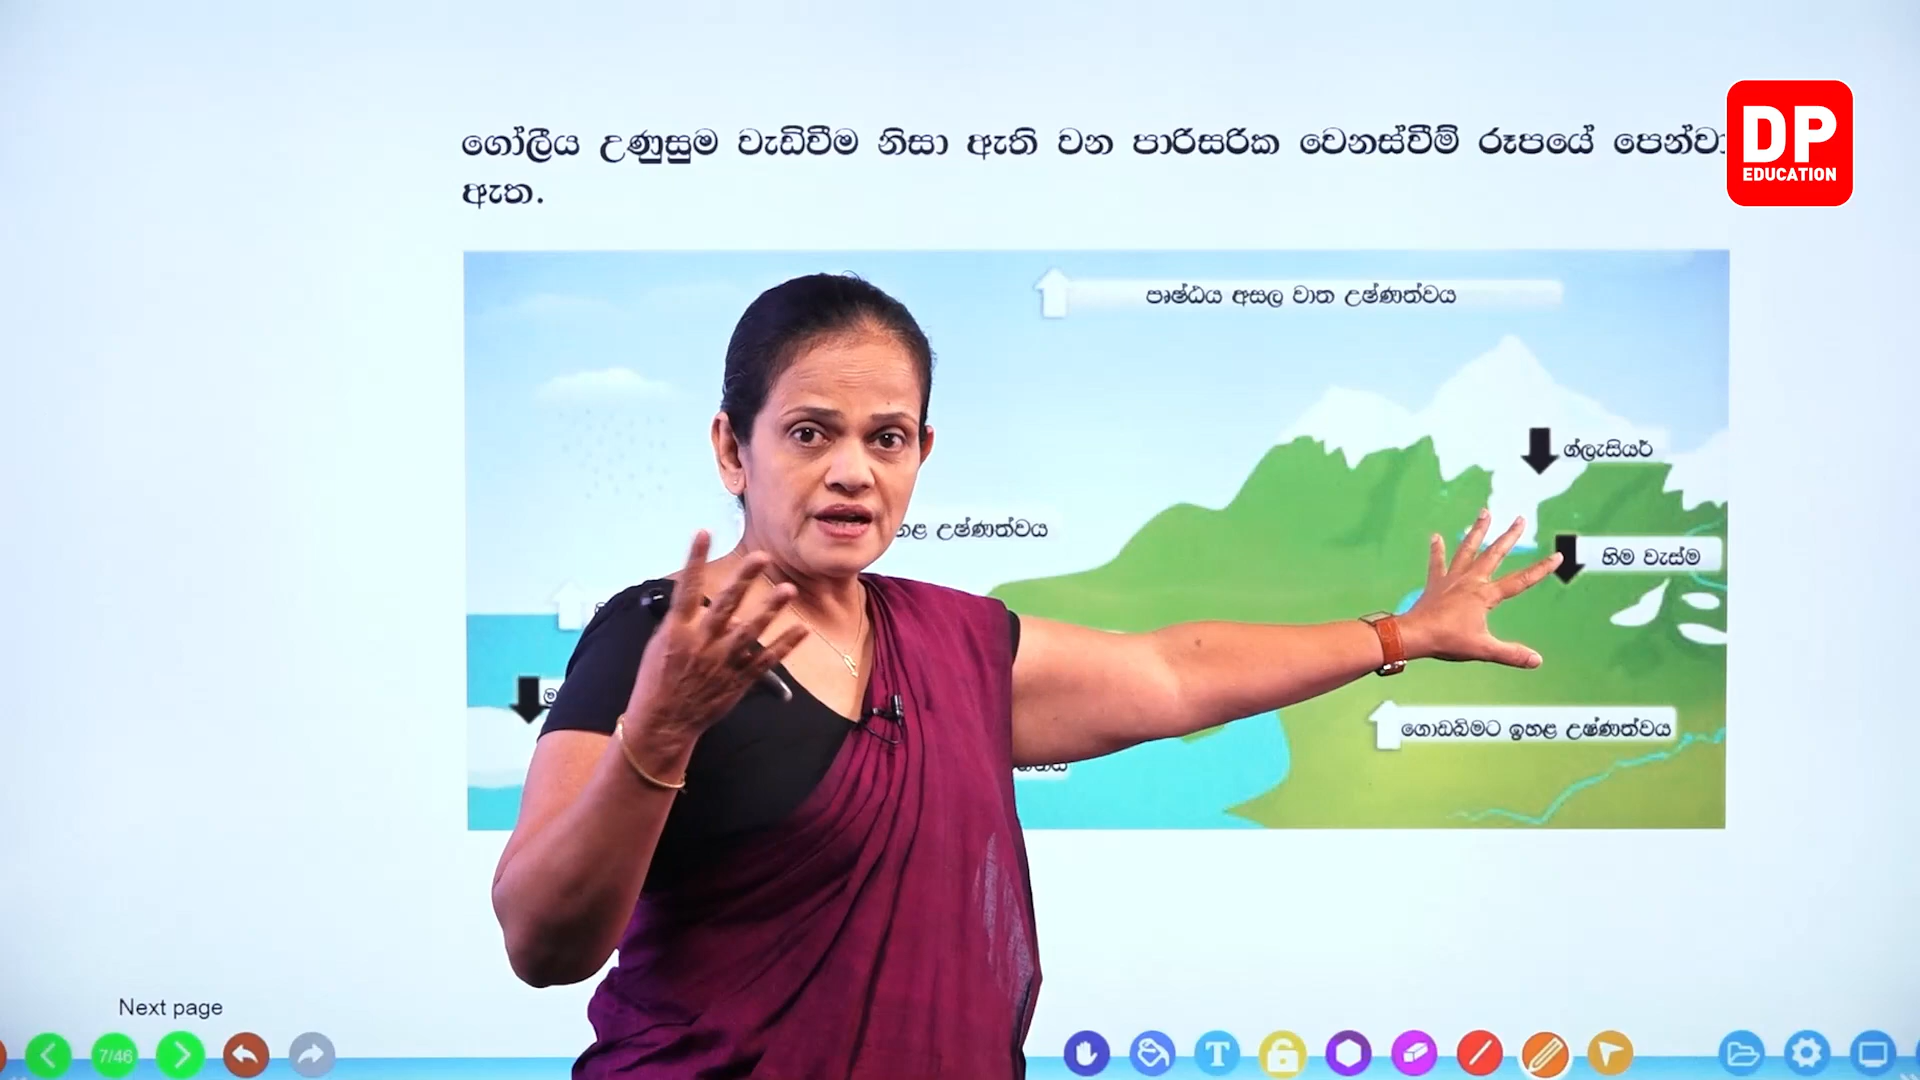 ගෝලීය උණුසුම වැඩිවීම නිසා ඇති වන පාරිසරික වෙනස්වීම් රූපයේ
ඇත.
DP
EDUCATION
පෘෂ්ඨය අසල වාත උෂ්ණත්වය
ග්ලැසියර්
උෂ්ණත්වය
හිම වැස්ම
ගොඩබිමට ඉහළ උෂ්ණත්වය
Next page
7/46
T